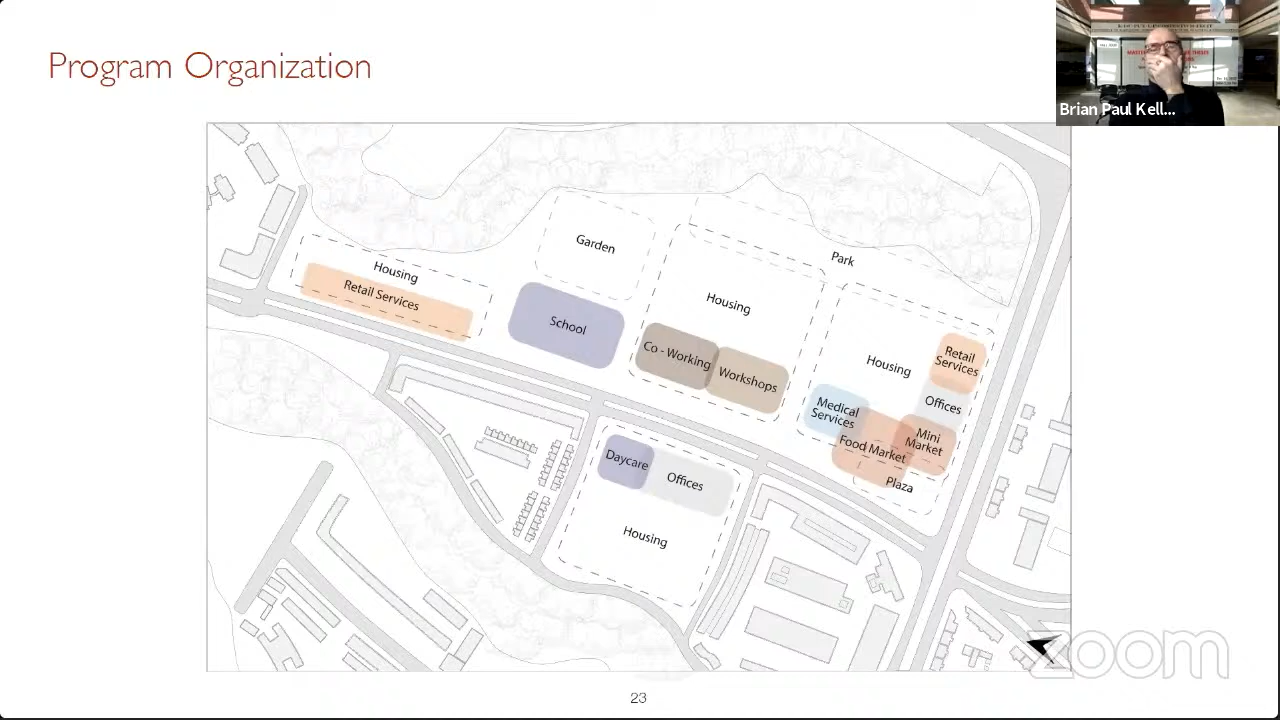 Program Organization
Brian Paul Kell...
Garden
Park
Housing
Retail Services
Housing
School
Co - Working
Workshops
Housing
Retail
Services
Offices
Medical
Services
Mini
Market
Food Market
Plaza
Daycare
Offices
Housing
zoom
23